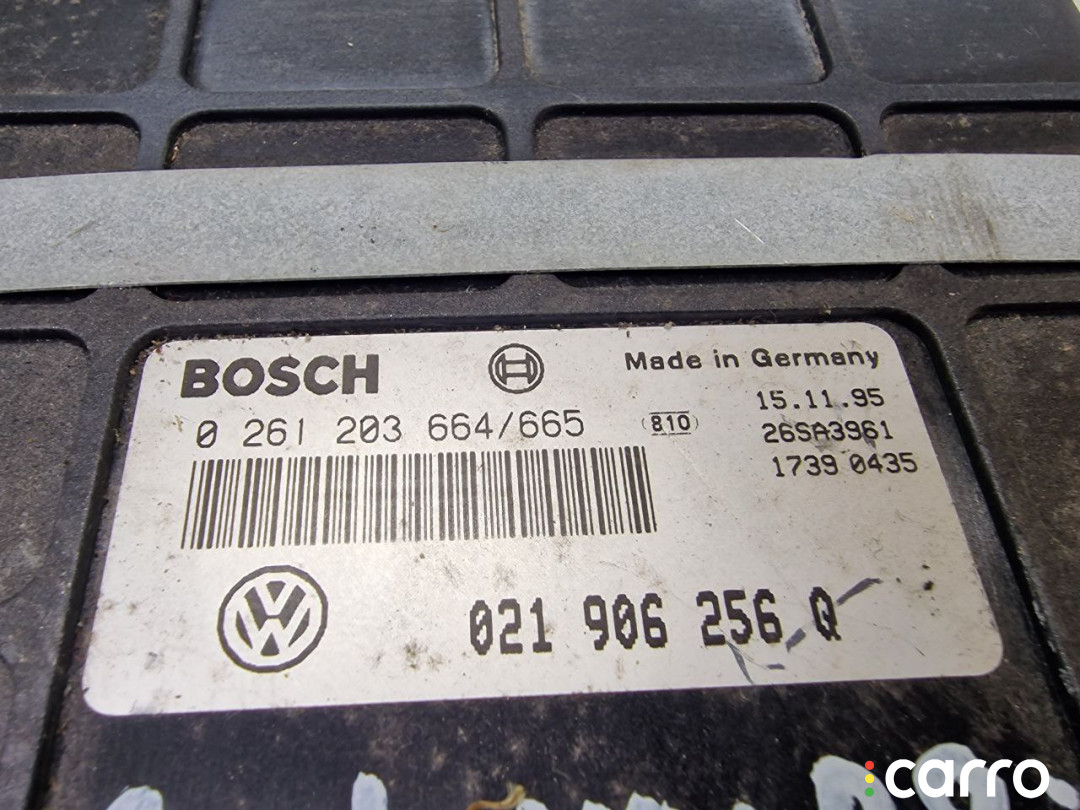 BOSCH
Made in Germany
0 261 203 664/665
810
15.11.95
26SA3961
1739 0435
021 906 256 Q
carro